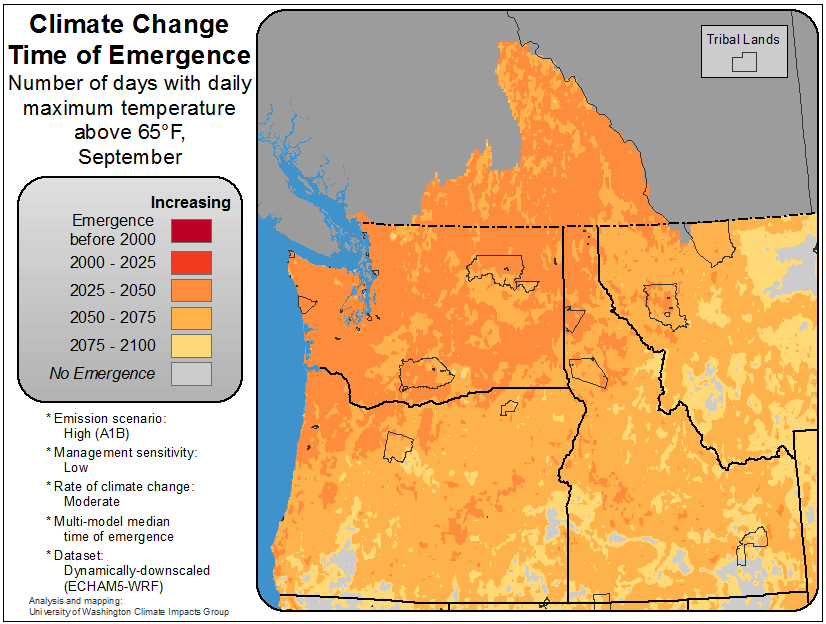 Climate Change
Time of Emergence
Number of days with daily
maximum temperature
above 65°F,
September
Increasing
Emergence
before 2000
2000 - 2025
2025 - 2050
2050 - 2075
2075 - 2100
No Emergence
* Emission scenario:
High (A1B)
* Management sensitivity:
Low
* Rate of climate change:
Moderate
* Multi-model median
time of emergence
* Dataset:
Dynamically-downscaled
(ECHAM5-WRF)
Analysis and mapping:
University of Washington Climate Impacts Group
Tribal Lands